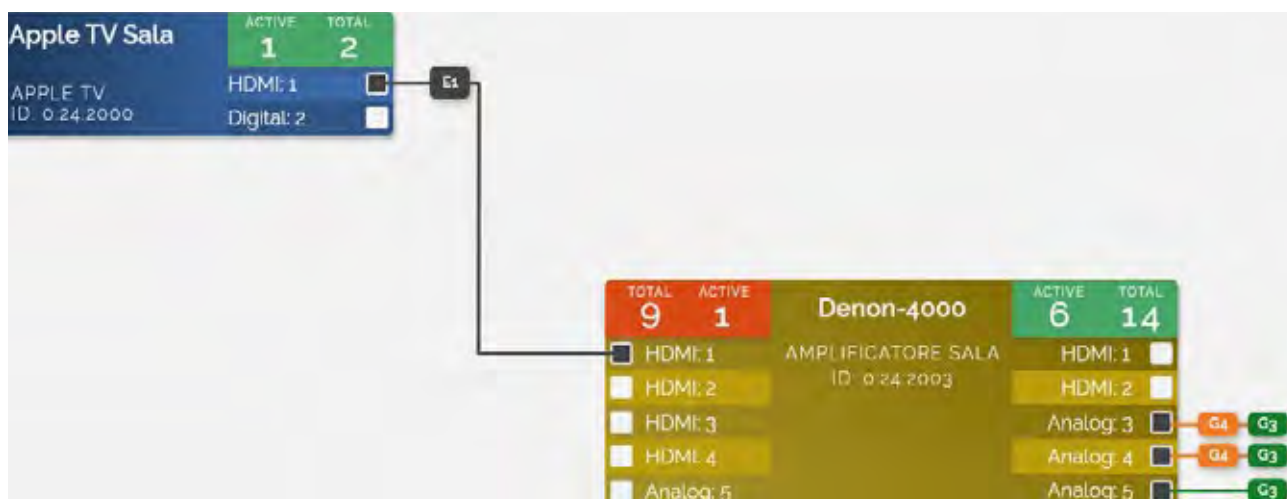 Apple TV Sala
ACTIVE TOTAL
1 2
APPLE TV
ID: 0.24.2000
HDMI: 1
Digital: 2
E1
TOTAL ACTIVE
9 1
Denon-4000
AMPLIFICATORE SALA
ID: 0.24.2003
ACTIVE TOTAL
6 14
HDMI: 1
HDMI: 2
HDMI: 3
HDMI: 4
Analog: 5
HDMI: 1
HDMI: 2
Analog: 3
G4 G3
Analog: 4
G4 G3
Analog: 5
G3